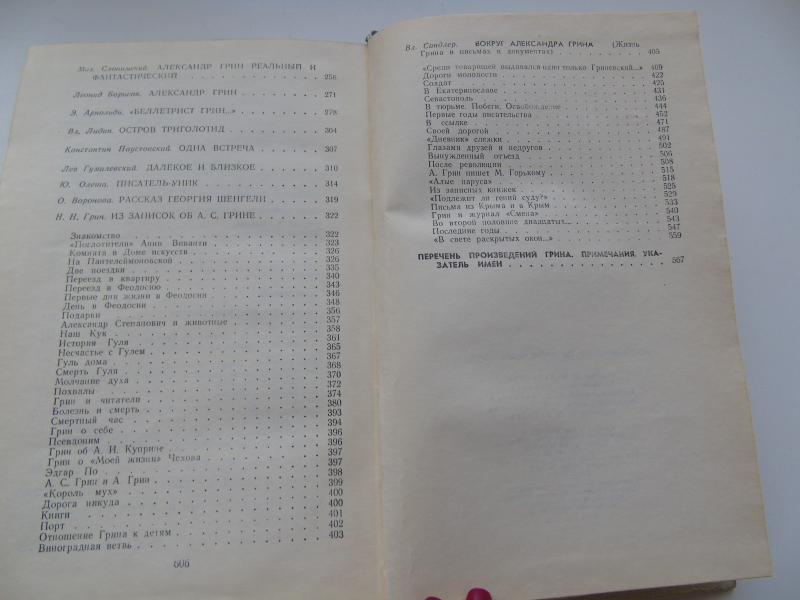 Мих. Слонимский. АЛЕКСАНДР ГРИН РЕАЛЬНЫЙ И
ФАНТАСТИЧЕСКИЙ . . . 256
Леонид Борисов. АЛЕКСАНДР ГРИН . . . 271
Э. Арнольди. «БЕЛЛЕТРИСТ ГРИН...» . . . 278
Вл. Лидин. ОСТРОВ ТРИГОЛОТИД . . . 304
Константин Паустовский. ОДНА ВСТРЕЧА . . . 307
Лев Гумилевский. ДАЛЕКОЕ И БЛИЗКОЕ . . . 310
Ю. Олеша. ПИСАТЕЛЬ-УНИК . . . 314
О. Воронова. РАССКАЗ ГЕОРГИЯ ШЕНГЕЛИ . . . 319
Н. Н. Грин. ИЗ ЗАПИСОК ОБ А. С. ГРИНЕ . . . 322
Знакомство . . . 322
«Поглотители» Анни Виванти . . . 323
Комната в Доме искусств . . . 326
На Пантелеймоновской . . . 326
Две поездки . . . 335
Переезд в квартиру . . . 340
Переезд в Феодосию . . . 343
Первые дни жизни в Феодосии . . . 346
День в Феодосии . . . 348
Подарки . . . 356
Александр Степанович и животные . . . 357
Наш Кук . . . 358
История Гуля . . . 361
Несчастье с Гулем . . . 365
Гуль дома . . . 367
Смерть Гуля . . . 368
Молчание духа . . . 370
Похвалы . . . 372
Грин и читатели . . . 374
Болезнь и смерть . . . 380
Смертный час . . . 393
Грин о себе . . . 394
Псевдоним . . . 396
Грин об А. И. Куприне . . . 396
Грин о «Моей жизни» Чехова . . . 397
Эдгар По . . . 397
А. С. Грин и А. Грин . . . 398
«Король мух» . . . 399
Дорога никуда . . . 400
Книги . . . 400
Порт . . . 401
Отношение Грина к детям . . . 402
Виноградная ветвь . . . 403
606
Вл. Сандлер. ВОКРУГ АЛЕКСАНДРА ГРИНА (Жизнь
Грина в письмах и документах) . . . 405
«Среди товарищей выдавался одно только Гриневский...» 409
Дороги молодости . . . 422
Солдат . . . 425
В Екатеринославе . . . 431
Севастополь . . . 436
В тюрьме. Побеги. Освобождение . . . 444
Первые годы писательства . . . 452
В ссылке . . . 471
Своей дорогой . . . 487
«Дневник» слежки . . . 491
Глазами друзей и недругов . . . 502
Вынужденный отъезд . . . 506
После революции . . . 508
А. Грин пишет М. Горькому . . . 515
«Алые паруса» . . . 518
Из записных книжек . . . 525
«Подлежит ли гений суду?» . . . 529
Письма из Крыма и в Крым . . . 533
Грин и журнал «Смена» . . . 540
Во второй половине двадцатых... . . . 543
Последние годы . . . 547
«В свете раскрытых окон...» . . . 559
ПЕРЕЧЕНЬ ПРОИЗВЕДЕНИЙ ГРИНА. ПРИМЕЧАНИЯ. УКА-
ЗАТЕЛЬ ИМЕН . . . 567